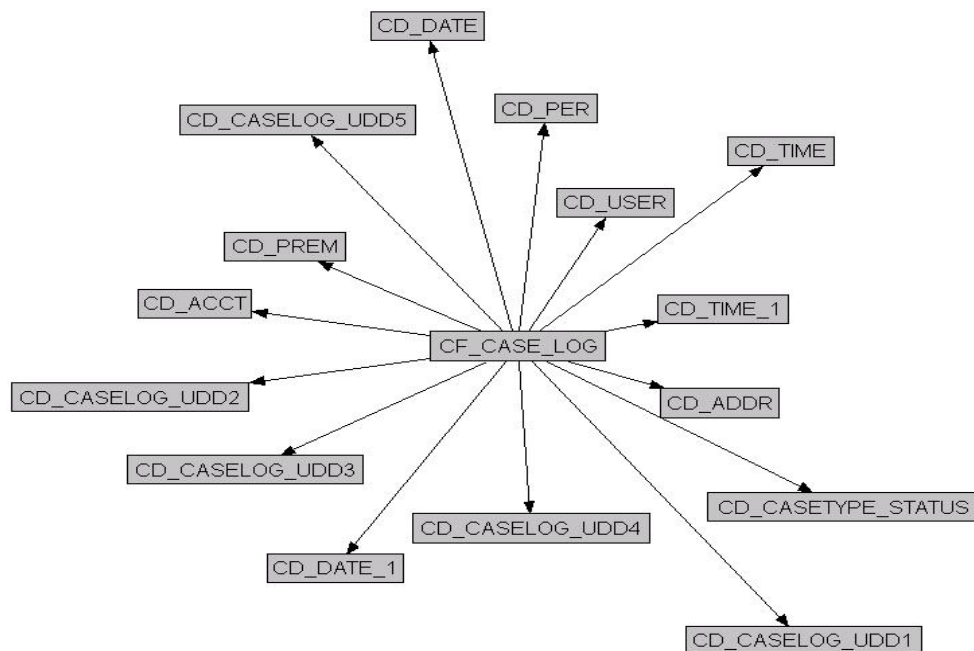 CD_DATE
CD_PER
CD_CASELOG_UDD5
CD_TIME
CD_USER
CD_PREM
CD_ACCT
CD_TIME_1
CF_CASE_LOG
CD_CASELOG_UDD2
CD_ADDR
CD_CASELOG_UDD3
CD_CASETYPE_STATUS
CD_CASELOG_UDD4
CD_DATE_1
CD_CASELOG_UDD1